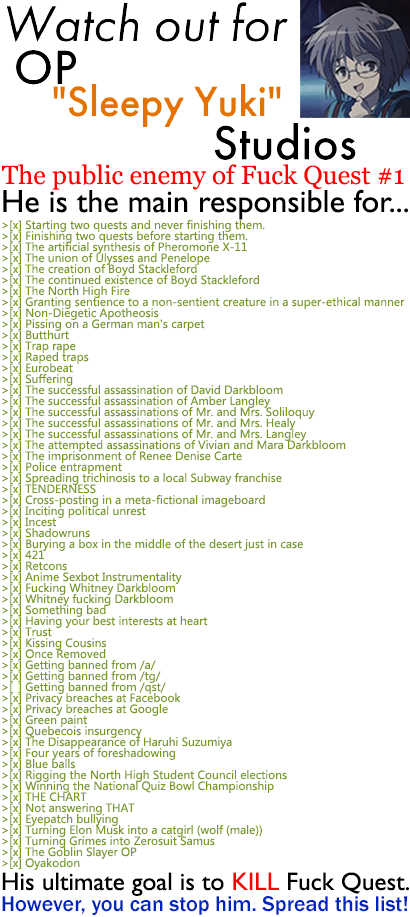 Watch out for
OP
"Sleepy Yuki"
Studios
The public enemy of Fuck Quest #1
He is the main responsible for...
>[x] Starting two quests and never finishing them.
>[x] Finishing two quests before starting them.
>[x] The artificial synthesis of Pheromone X-11
>[x] The union of Ulysses and Penelope
>[x] The creation of Boyd Stackleford
>[x] The continued existence of Boyd Stackleford
>[x] The North High Fire
>[x] Granting sentience to a non-sentient creature in a super-ethical manner
>[x] Non-Diegetic Apotheosis
>[x] Pissing on a German man's carpet
>[x] Butthurt
>[x] Trap rape
>[x] Raped traps
>[x] Eurobeat
>[x] Suffering
>[x] The successful assassination of David Darkbloom
>[x] The successful assassination of Amber Langley
>[x] The successful assassinations of Mr. and Mrs. Soliloquy
>[x] The successful assassinations of Mr. and Mrs. Healy
>[x] The successful assassinations of Mr. and Mrs. Langley
>[x] The attempted assassinations of Vivian and Mara Darkbloom
>[x] The imprisonment of Renee Denise Carte
>[x] Police entrapment
>[x] Spreading trichinosis to a local Subway franchise
>[x] TENDERNESS
>[x] Cross-posting in a meta-fictional imageboard
>[x] Inciting political unrest
>[x] Incest
>[x] Shadowruns
>[x] Burying a box in the middle of the desert just in case
>[x] 421
>[x] Retcons
>[x] Anime Sexbot Instrumentality
>[x] Fucking Whitney Darkbloom
>[x] Whitney fucking Darkbloom
>[x] Something bad
>[x] Having your best interests at heart
>[x] Trust
>[x] Kissing Cousins
>[x] Once Removed
>[x] Getting banned from /a/
>[x] Getting banned from /tg/
>[ ] Getting banned from /qst/
>[x] Privacy breaches at Facebook
>[x] Privacy breaches at Google
>[x] Green paint
>[x] Quebecois insurgency
>[x] The Disappearance of Haruhi Suzumiya
>[x] Four years of foreshadowing
>[x] Blue balls
>[x] Rigging the North High Student Council elections
>[x] Winning the National Quiz Bowl Championship
>[x] THE CHART
>[x] Not answering THAT
>[x] Eyepatch bullying
>[x] Turning Elon Musk into a catgirl (wolf (male))
>[x] Turning Grimes into Zerosuit Samus
>[x] The Goblin Slayer OP
>[x] Oyakodon
His ultimate goal is to KILL Fuck Quest.
However, you can stop him. Spread this list!